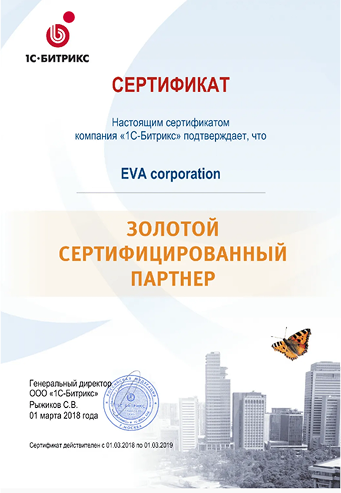 1С-БИТРИКС
СЕРТИФИКАТ
Настоящим сертификатом
компания «1С-Битрикс» подтверждает, что
EVA corporation
ЗОЛОТОЙ
СЕРТИФИЦИРОВАННЫЙ
ПАРТНЕР
Генеральный директор
ООО «1С-Битрикс»
Рыжиков С.В.
01 марта 2018 года
Сертификат действителен с 01.03.2018 по 01.03.2019